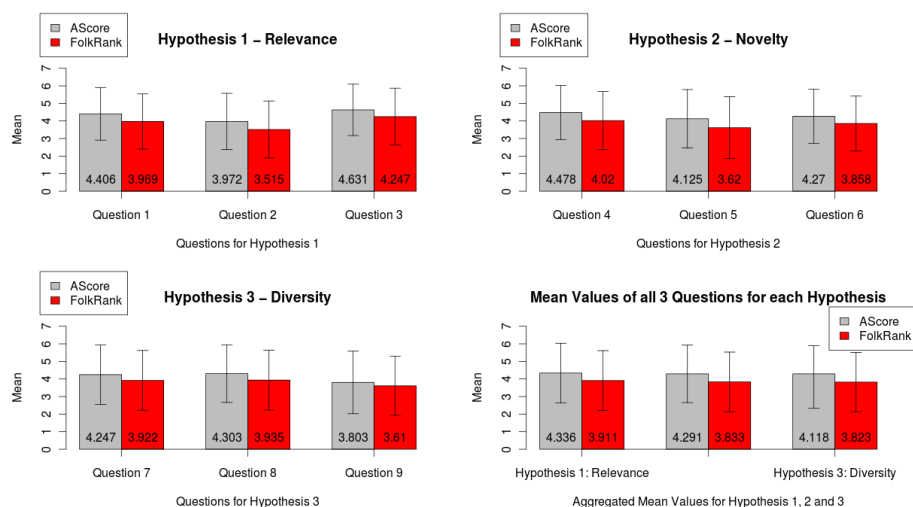 AScore
FolkRank
Hypothesis 1 – Relevance
Mean
7
6
5
4
3
2
1
0
4.406 3.969 3.972 3.515 4.631 4.247
Question 1 Question 2 Question 3
Questions for Hypothesis 1
AScore
FolkRank
Hypothesis 2 – Novelty
Mean
7
6
5
4
3
2
1
0
4.478 4.02 4.125 3.62 4.27 3.858
Question 4 Question 5 Question 6
Questions for Hypothesis 2
AScore
FolkRank
Hypothesis 3 – Diversity
Mean
7
6
5
4
3
2
1
0
4.247 3.922 4.303 3.935 3.803 3.61
Question 7 Question 8 Question 9
Questions for Hypothesis 3
Mean Values of all 3 Questions for each Hypothesis
AScore
FolkRank
Mean
7
6
5
4
3
2
1
0
4.336 3.911 4.291 3.833 4.118 3.823
Hypothesis 1: Relevance Hypothesis 3: Diversity
Aggregated Mean Values for Hypothesis 1, 2 and 3